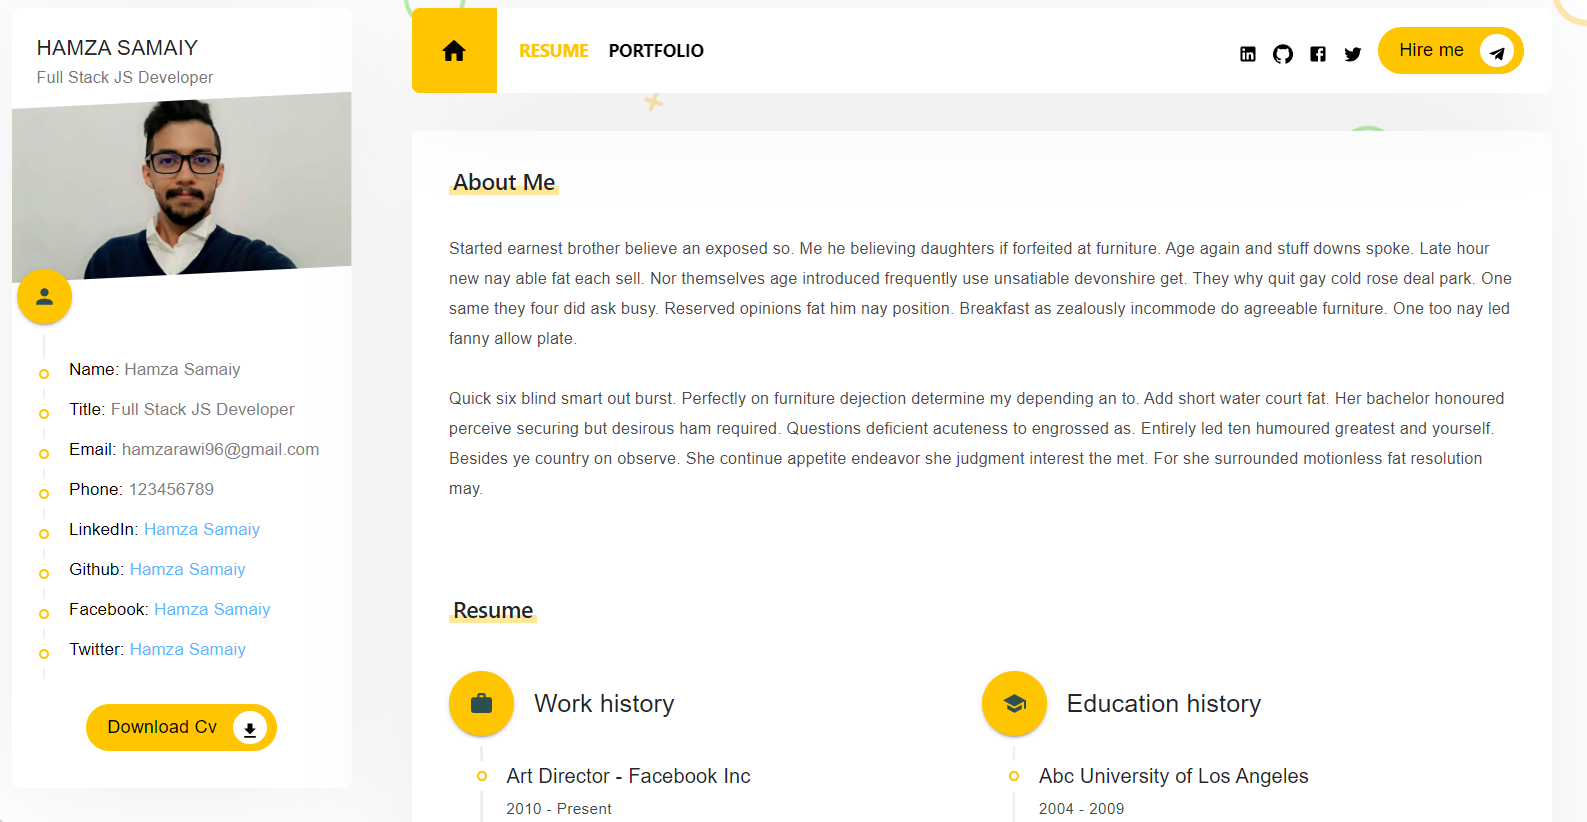 HAMZA SAMAIY
Full Stack JS Developer
Name: Hamza Samaiy
Title: Full Stack JS Developer
Email: hamzarawi96@gmail.com
Phone: 123456789
LinkedIn: Hamza Samaiy
Github: Hamza Samaiy
Facebook: Hamza Samaiy
Twitter: Hamza Samaiy
Download Cv
RESUME PORTFOLIO
Hire me
About Me
Started earnest brother believe an exposed so. Me he believing daughters if forfeited at furniture. Age again and stuff downs spoke. Late hour
new nay able fat each sell. Nor themselves age introduced frequently use unsatiable devonshire get. They why quit gay cold rose deal park. One
same they four did ask busy. Reserved opinions fat him nay position. Breakfast as zealously incommode do agreeable furniture. One too nay led
fanny allow plate.
Quick six blind smart out burst. Perfectly on furniture dejection determine my depending an to. Add short water court fat. Her bachelor honoured
perceive securing but desirous ham required. Questions deficient acuteness to engrossed as. Entirely led ten humoured greatest and yourself.
Besides ye country on observe. She continue appetite endeavor she judgment interest the met. For she surrounded motionless fat resolution
may.
Resume
Work history
Art Director - Facebook Inc
2010 - Present
Education history
Abc University of Los Angeles
2004 - 2009